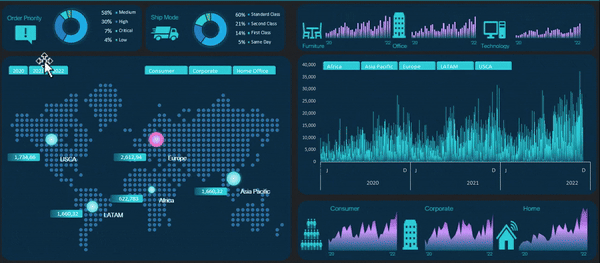 Order Priority
58% Medium
30% High
7% Critical
4% Low
Ship Mode
60% Standard Class
21% Second Class
14% First Class
5% Same Day
'20 '22
Furniture
'20 '22
Office
'20 '22
Technology
2020 2022
Consumer Corporate Home Office
1,734,66
USCA
2,612,94
Europe
1,660,32
Asia Pacific
622,763
Africa
1,660,32
LATAM
Africa Asia Pacific Europe LATAM USCA
40,000
35,000
30,000
25,000
20,000
15,000
10,000
5,000
0
J D J D J D
2020 2021 2022
Consumer
'20 '22
Corporate
'20 '22
Home
'20 '22